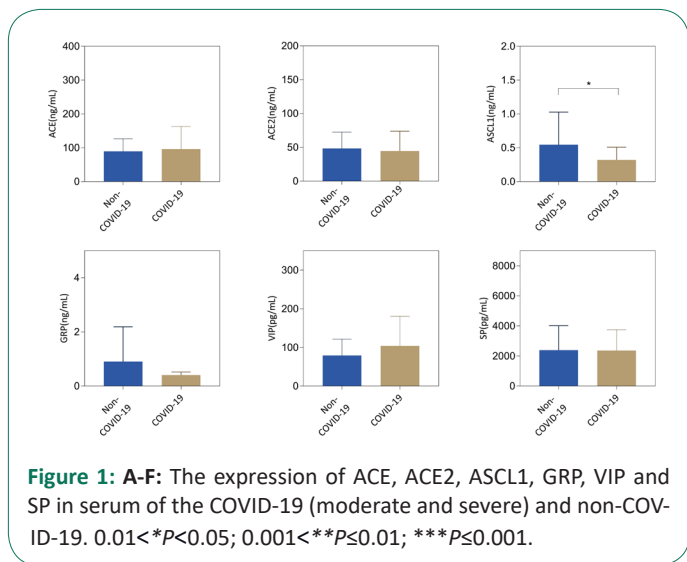 400
300
200
100
0
ACE(ng/mL)
Non-
COVID-19
COVID-19
200
150
100
50
0
ACE2(ng/mL)
Non-
COVID-19
COVID-19
2.0
1.5
1.0
0.5
0.0
ASCL1(ng/mL)
*
Non-
COVID-19
COVID-19
4
2
0
GRP(ng/mL)
Non-
COVID-19
COVID-19
300
200
100
0
VIP(pg/mL)
Non-
COVID-19
COVID-19
8000
6000
4000
2000
0
SP(pg/mL)
Non-
COVID-19
COVID-19
Figure 1: A-F: The expression of ACE, ACE2, ASCL1, GRP, VIP and
SP in serum of the COVID-19 (moderate and severe) and non-COV-
ID-19. 0.01<*P<0.05; 0.001<**P≤0.01; ***P≤0.001.